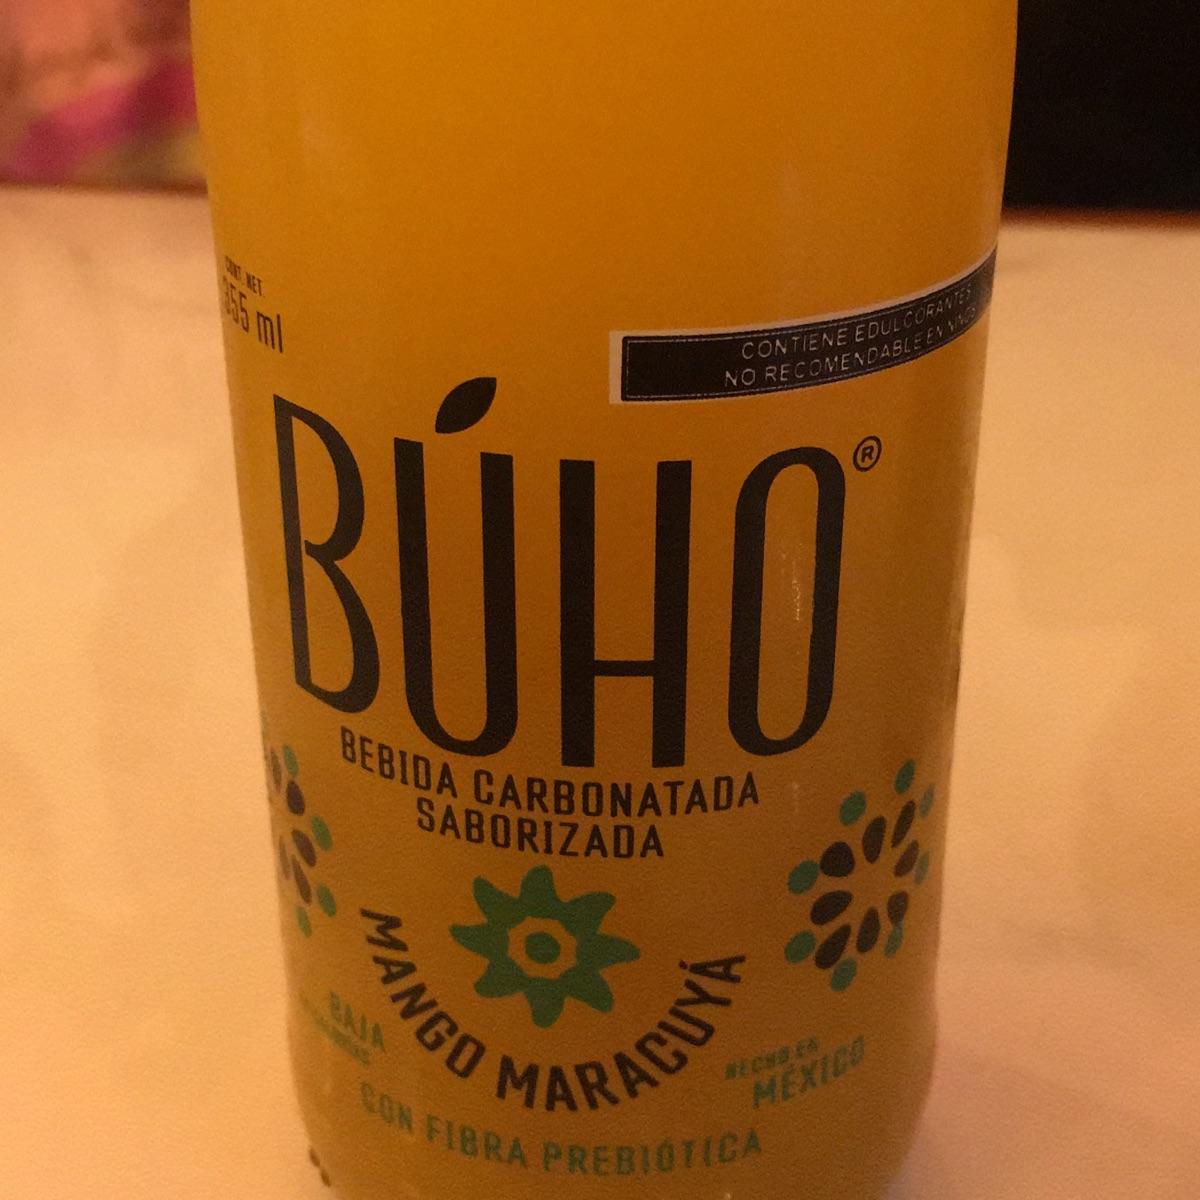 CONT. NET.
355 ml
CONTIENE EDULCORANTES
NO RECOMENDABLE EN NIÑOS
BÚHO®
BEBIDA CARBONATADA
SABORIZADA
MANGO MARACUYÁ
BAJA
HECHO EN
MÉXICO
CON FIBRA PREBIÓTICA